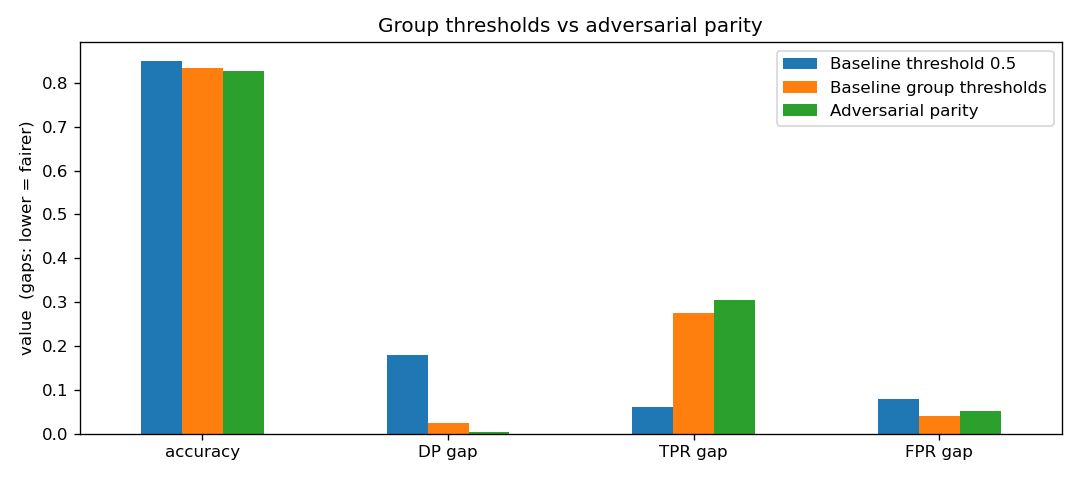 Group thresholds vs adversarial parity
Baseline threshold 0.5
Baseline group thresholds
Adversarial parity
value  (gaps: lower = fairer)
0.8
0.7
0.6
0.5
0.4
0.3
0.2
0.1
0.0
accuracy
DP gap
TPR gap
FPR gap